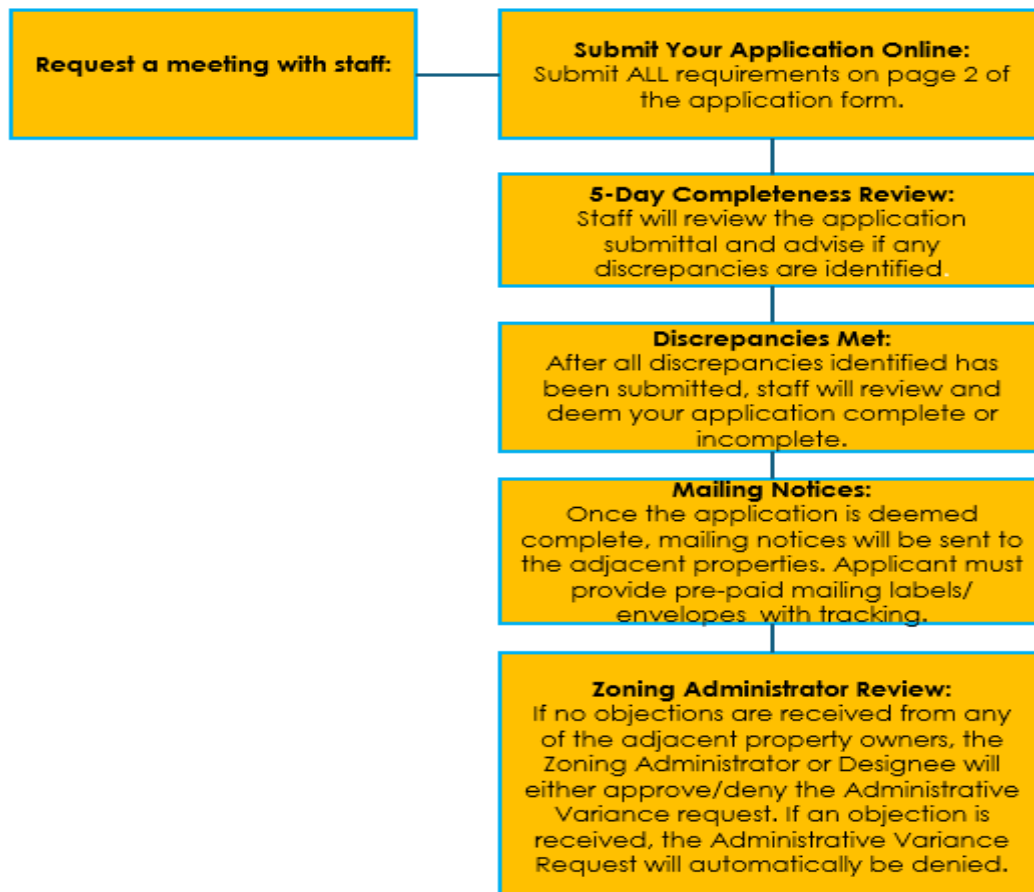 Request a meeting with staff:
Submit Your Application Online:
Submit ALL requirements on page 2 of
the application form.
5-Day Completeness Review:
Staff will review the application
submittal and advise if any
discrepancies are identified.
Discrepancies Met:
After all discrepancies identified has
been submitted, staff will review and
deem your application complete or
incomplete.
Mailing Notices:
Once the application is deemed
complete, mailing notices will be sent to
the adjacent properties. Applicant must
provide pre-paid mailing labels/
envelopes with tracking.
Zoning Administrator Review:
If no objections are received from any
of the adjacent property owners, the
Zoning Administrator or Designee will
either approve/deny the Administrative
Variance request. If an objection is
received, the Administrative Variance
Request will automatically be denied.